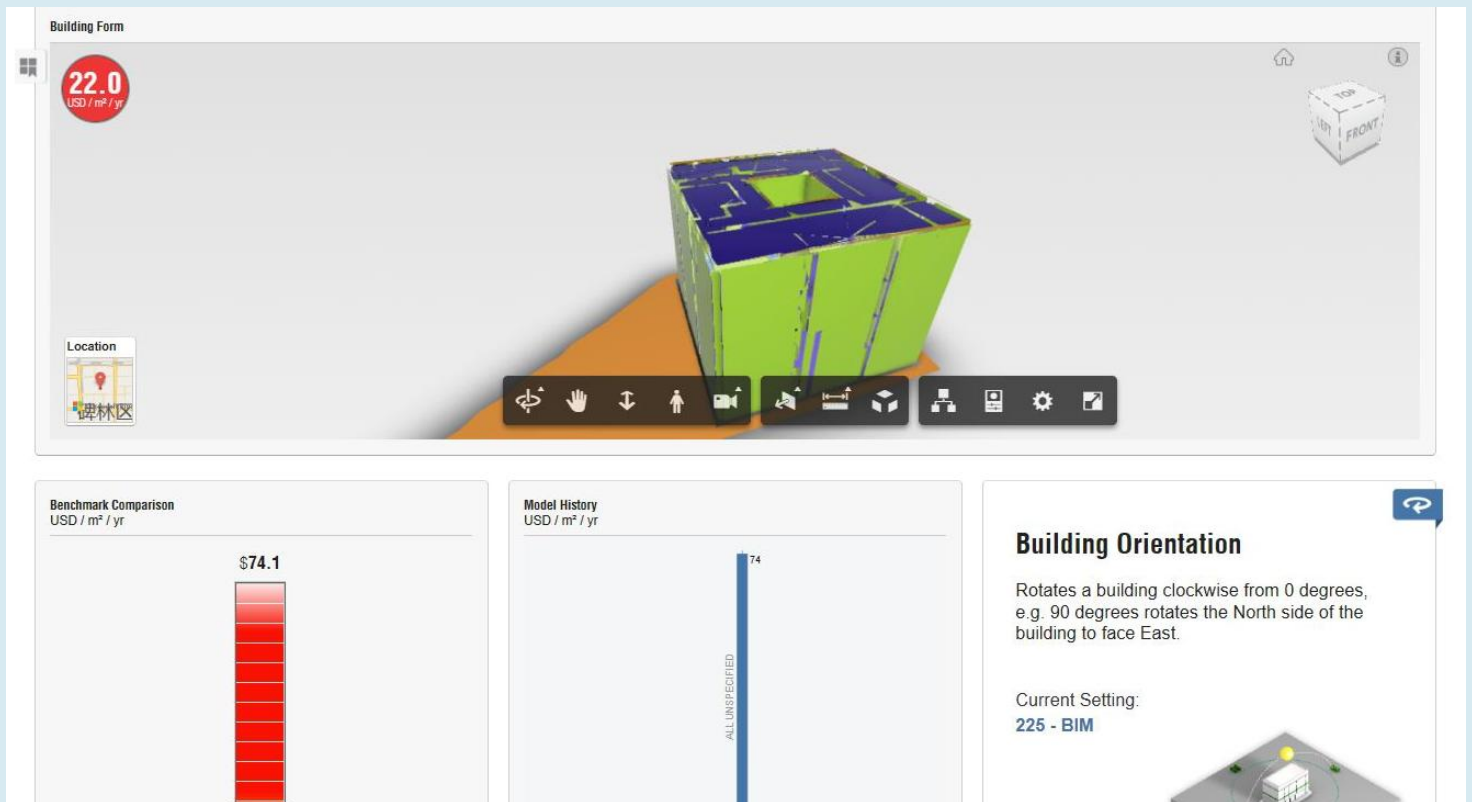 Building Form
22.0
USD / m² / yr
TOP
LEFT
FRONT
Location
碑林区
Benchmark Comparison
USD / m² / yr
$74.1
Model History
USD / m² / yr
74
ALL UNSPECIFIED
Building Orientation
Rotates a building clockwise from 0 degrees,
e.g. 90 degrees rotates the North side of the
building to face East.
Current Setting:
225 - BIM